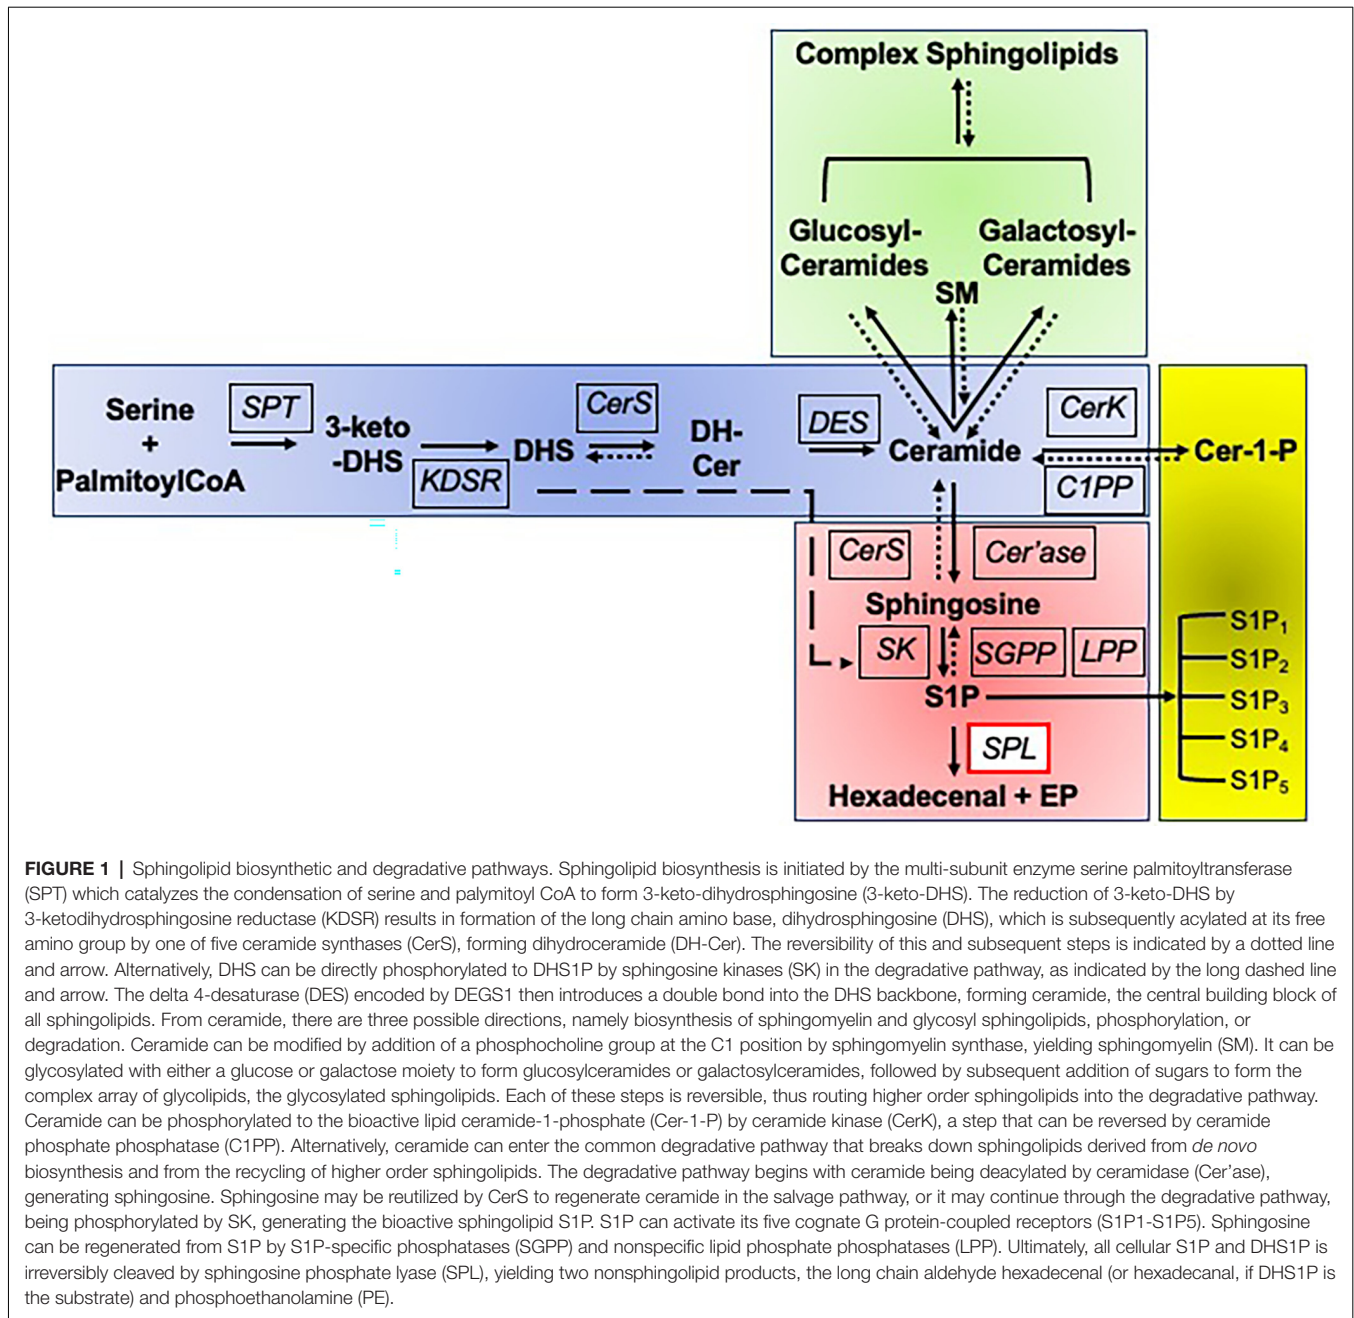 Complex Sphingolipids
Glucosyl-
Ceramides
Galactosyl-
Ceramides
SM
Serine
+
PalmitoylCoA
SPT
3-keto
-DHS
KDSR
DHS
CerS
DH-
Cer
DES
Ceramide
CerK
C1PP
Cer-1-P
CerS
Cer'ase
Sphingosine
SK
SGPP
LPP
S1P
SPL
Hexadecenal + EP
S1P1
S1P2
S1P3
S1P4
S1P5
FIGURE 1 | Sphingolipid biosynthetic and degradative pathways. Sphingolipid biosynthesis is initiated by the multi-subunit enzyme serine palmitoyltransferase
(SPT) which catalyzes the condensation of serine and palymitoyl CoA to form 3-keto-dihydrosphingosine (3-keto-DHS). The reduction of 3-keto-DHS by
3-ketodihydrosphingosine reductase (KDSR) results in formation of the long chain amino base, dihydrosphingosine (DHS), which is subsequently acylated at its free
amino group by one of five ceramide synthases (CerS), forming dihydroceramide (DH-Cer). The reversibility of this and subsequent steps is indicated by a dotted line
and arrow. Alternatively, DHS can be directly phosphorylated to DHS1P by sphingosine kinases (SK) in the degradative pathway, as indicated by the long dashed line
and arrow. The delta 4-desaturase (DES) encoded by DEGS1 then introduces a double bond into the DHS backbone, forming ceramide, the central building block of
all sphingolipids. From ceramide, there are three possible directions, namely biosynthesis of sphingomyelin and glycosyl sphingolipids, phosphorylation, or
degradation. Ceramide can be modified by addition of a phosphocholine group at the C1 position by sphingomyelin synthase, yielding sphingomyelin (SM). It can be
glycosylated with either a glucose or galactose moiety to form glucosylceramides or galactosylceramides, followed by subsequent addition of sugars to form the
complex array of glycolipids, the glycosylated sphingolipids. Each of these steps is reversible, thus routing higher order sphingolipids into the degradative pathway.
Ceramide can be phosphorylated to the bioactive lipid ceramide-1-phosphate (Cer-1-P) by ceramide kinase (CerK), a step that can be reversed by ceramide
phosphate phosphatase (C1PP). Alternatively, ceramide can enter the common degradative pathway that breaks down sphingolipids derived from de novo
biosynthesis and from the recycling of higher order sphingolipids. The degradative pathway begins with ceramide being deacylated by ceramidase (Cer'ase),
generating sphingosine. Sphingosine may be reutilized by CerS to regenerate ceramide in the salvage pathway, or it may continue through the degradative pathway,
being phosphorylated by SK, generating the bioactive sphingolipid S1P. S1P can activate its five cognate G protein-coupled receptors (S1P1-S1P5). Sphingosine
can be regenerated from S1P by S1P-specific phosphatases (SGPP) and nonspecific lipid phosphate phosphatases (LPP). Ultimately, all cellular S1P and DHS1P is
irreversibly cleaved by sphingosine phosphate lyase (SPL), yielding two nonsphingolipid products, the long chain aldehyde hexadecenal (or hexadecanal, if DHS1P is
the substrate) and phosphoethanolamine (PE).